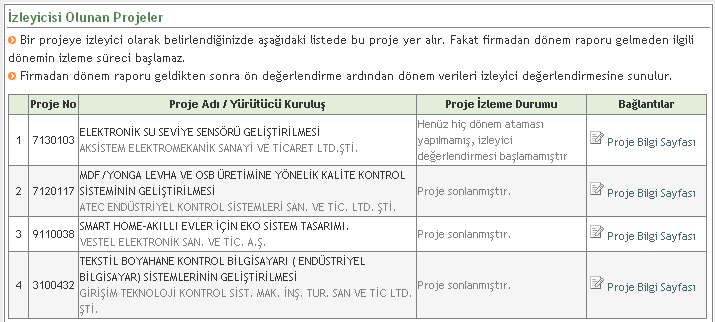 İzleyicisi Olunan Projeler
Bir projeye izleyici olarak belirlendiğinizde aşağıdaki listede bu proje yer alır. Fakat firmadan dönem raporu gelmeden ilgili
dönemin izleme süreci başlamaz.
Firmadan dönem raporu geldikten sonra ön değerlendirme ardından dönem verileri izleyici değerlendirmesine sunulur.
Proje No Proje Adı / Yürütücü Kuruluş Proje İzleme Durumu Bağlantılar
1 7130103 ELEKTRONİK SU SEVİYE SENSÖRÜ GELİŞTİRİLMESİ
AKSİSTEM ELEKTROMEKANİK SANAYİ VE TİCARET LTD.ŞTİ.
Henüz hiç dönem ataması
yapılmamış, izleyici
değerlendirmesi başlamamıştır
Proje Bilgi Sayfası
2 7120117 MDF/YONGA LEVHA VE OSB ÜRETİMİNE YÖNELİK KALİTE KONTROL
SİSTEMİNİN GELİŞTİRİLMESİ
ATEC ENDÜSTRİYEL KONTROL SİSTEMLERİ SAN. VE TİC. LTD. ŞTİ.
Proje sonlanmıştır.
Proje Bilgi Sayfası
3 9110038 SMART HOME-AKILLI EVLER İÇİN EKO SİSTEM TASARIMI.
VESTEL ELEKTRONİK SAN. VE TİC. A.Ş.
Proje sonlanmıştır.
Proje Bilgi Sayfası
4 3100432 TEKSTİL BOYAHANE KONTROL BİLGİSAYARI ( ENDÜSTRİYEL
BİLGİSAYAR) SİSTEMLERİNİN GELİŞTİRİLMESİ
GİRİŞİM TEKNOLOJİ KONTROL SİST. MAK. İNŞ. TUR. SAN VE TİC LTD.
ŞTİ.
Proje sonlanmıştır.
Proje Bilgi Sayfası